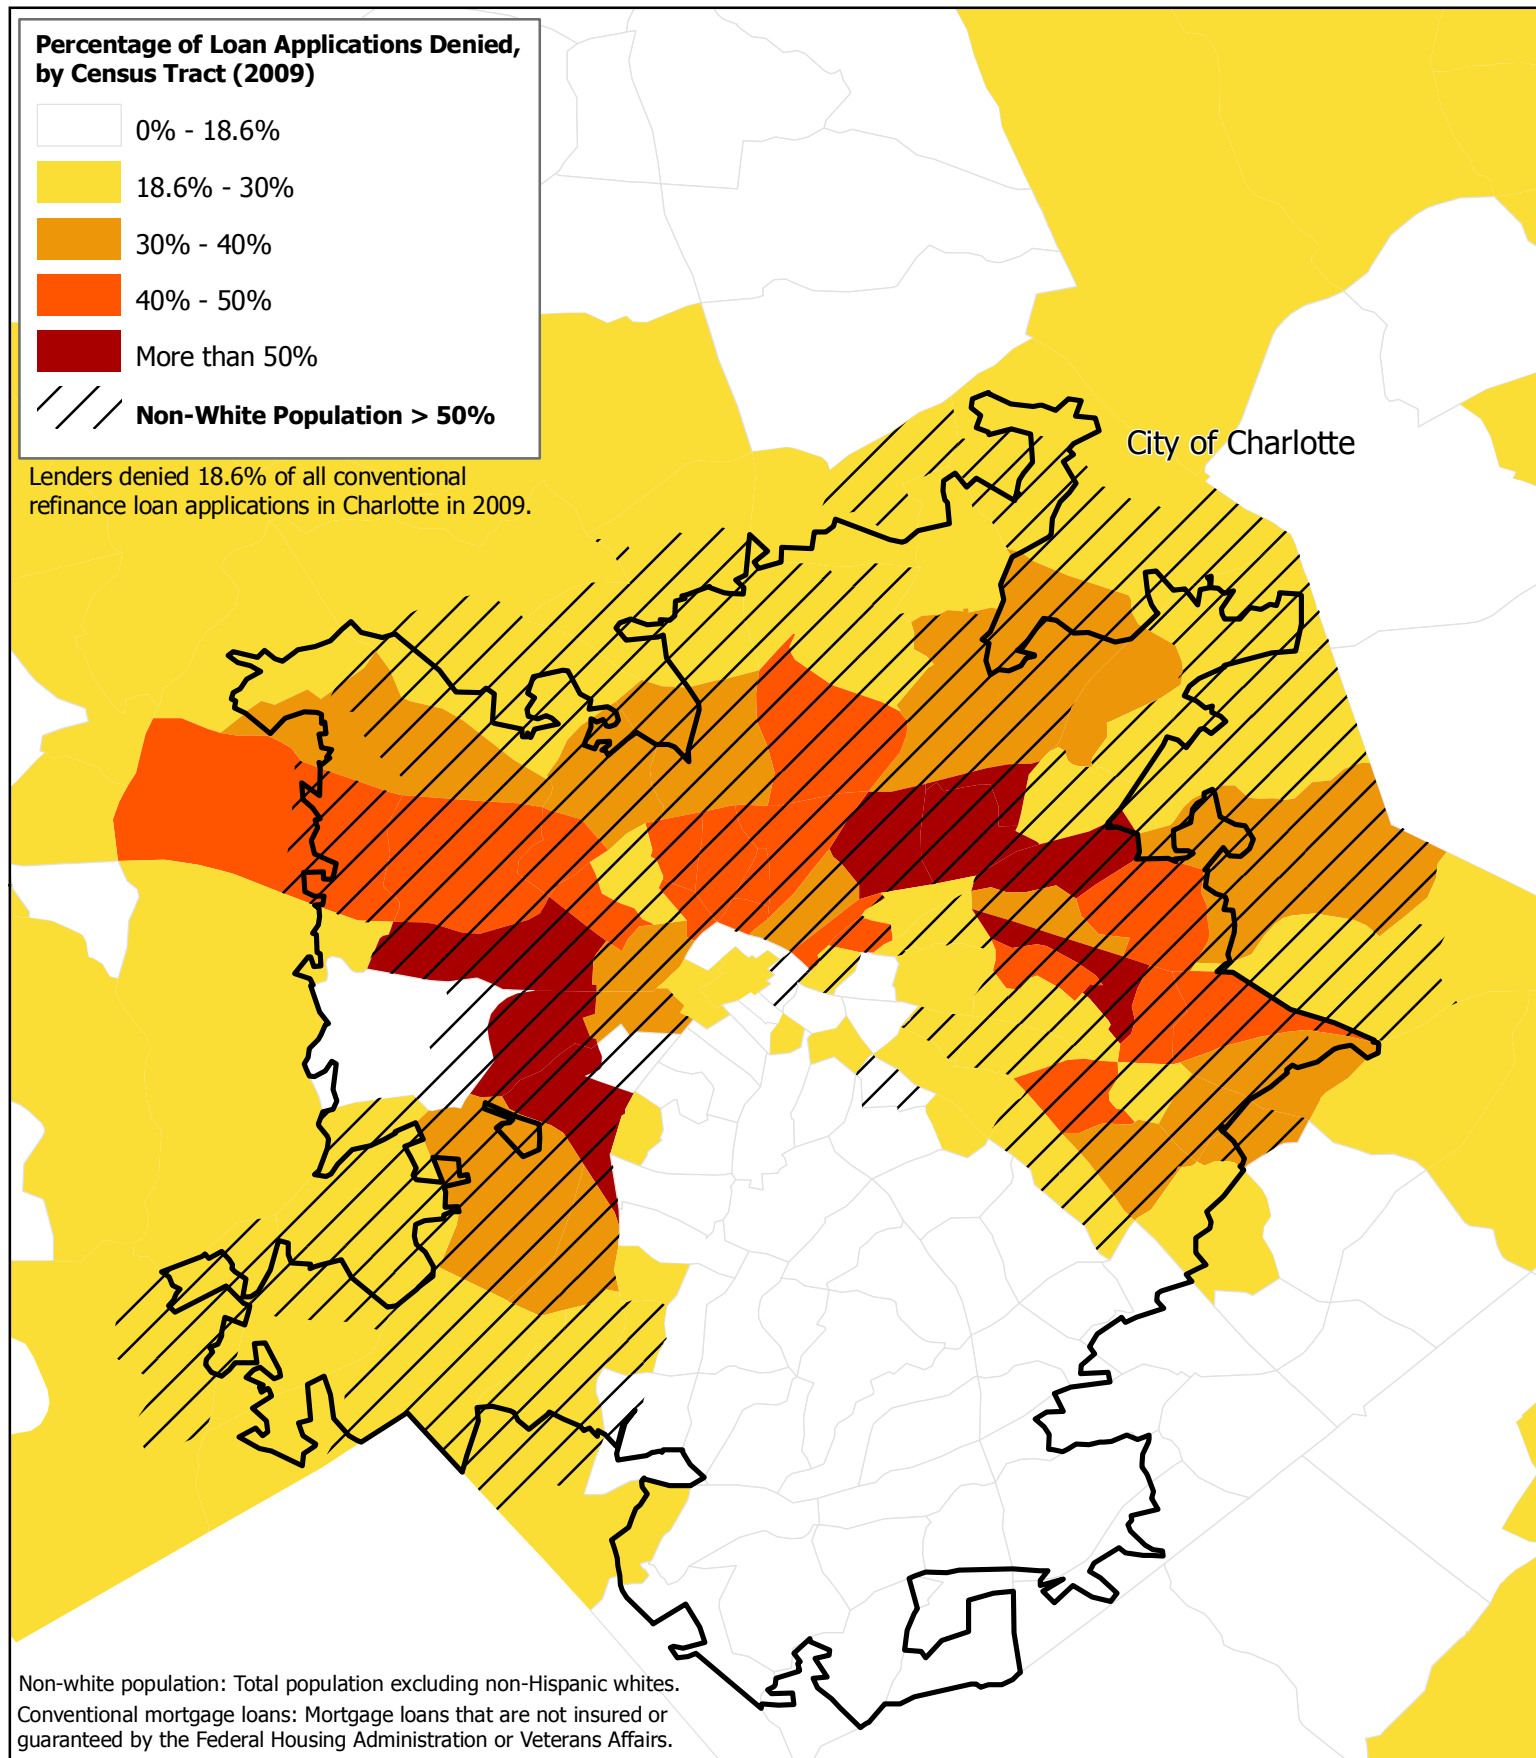 Percentage of Loan Applications Denied,
by Census Tract (2009)
0% - 18.6%
18.6% - 30%
30% - 40%
40% - 50%
More than 50%
Non-White Population > 50%
Lenders denied 18.6% of all conventional
refinance loan applications in Charlotte in 2009.
City of Charlotte
Non-white population: Total population excluding non-Hispanic whites.
Conventional mortgage loans: Mortgage loans that are not insured or
guaranteed by the Federal Housing Administration or Veterans Affairs.